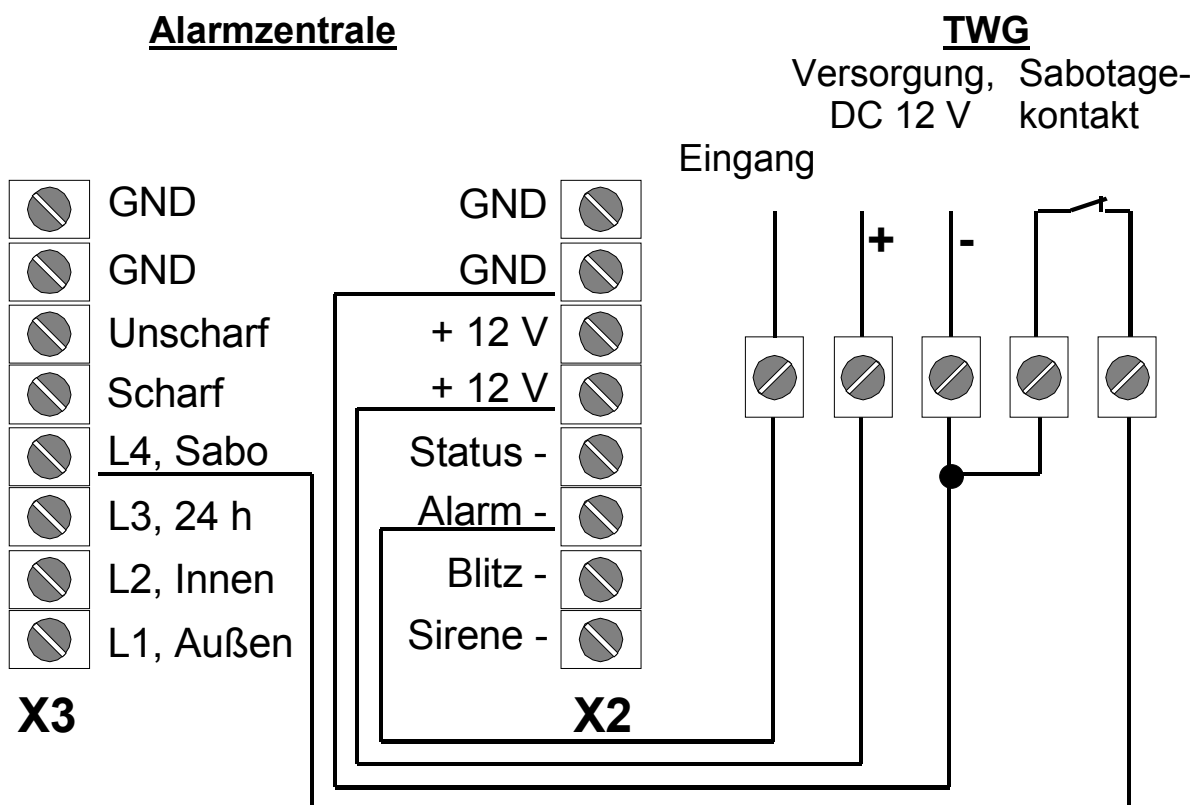 Alarmzentrale
TWG
Versorgung,
DC 12 V
Sabotage-
kontakt
Eingang
+
-
GND
GND
Unscharf
Scharf
L4, Sabo
L3, 24 h
L2, Innen
L1, Außen
X3
GND
GND
+ 12 V
+ 12 V
Status -
Alarm -
Blitz -
Sirene -
X2